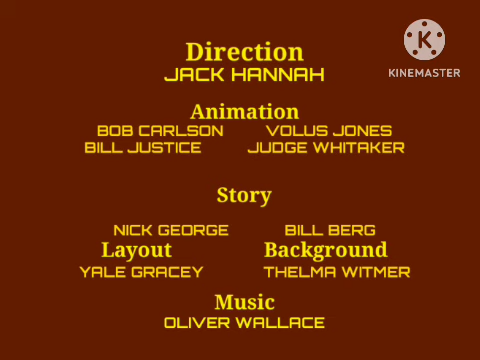 Direction
JACK HANNAH
K
KINEMASTER
Animation
BOB CARLSON VOLUS JONES
BILL JUSTICE JUDGE WHITAKER
Story
NICK GEORGE BILL BERG
Layout Background
YALE GRACEY THELMA WITMER
Music
OLIVER WALLACE